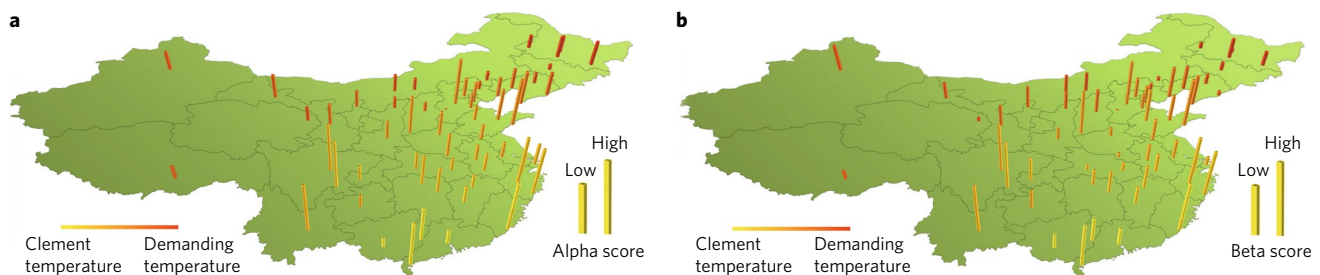 a
High
Low
Clement
temperature
Demanding
temperature
Alpha score
b
High
Low
Clement
temperature
Demanding
temperature
Beta score